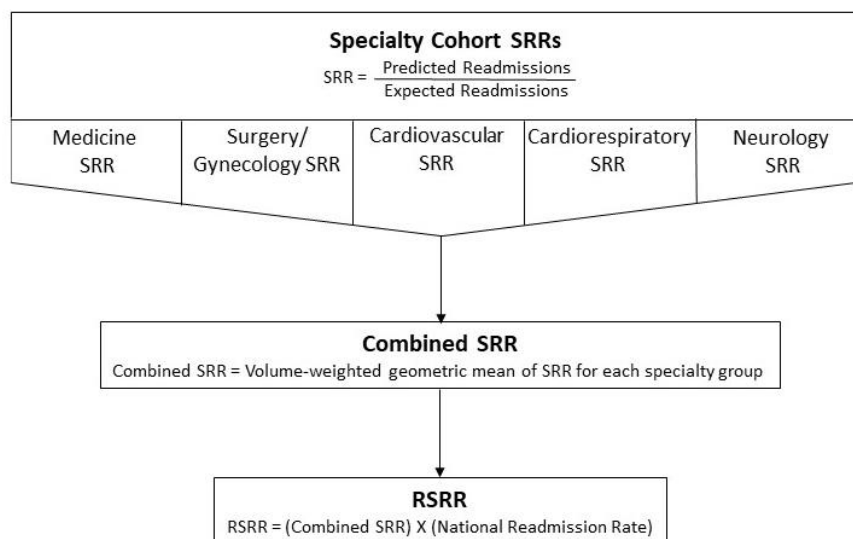 Specialty Cohort SRRs
SRR = Predicted Readmissions
Expected Readmissions
Medicine SRR
Surgery/ Gynecology SRR
Cardiovascular SRR
Cardiorespiratory SRR
Neurology SRR
Combined SRR
Combined SRR = Volume-weighted geometric mean of SRR for each specialty group
RSRR
RSRR = (Combined SRR) X (National Readmission Rate)